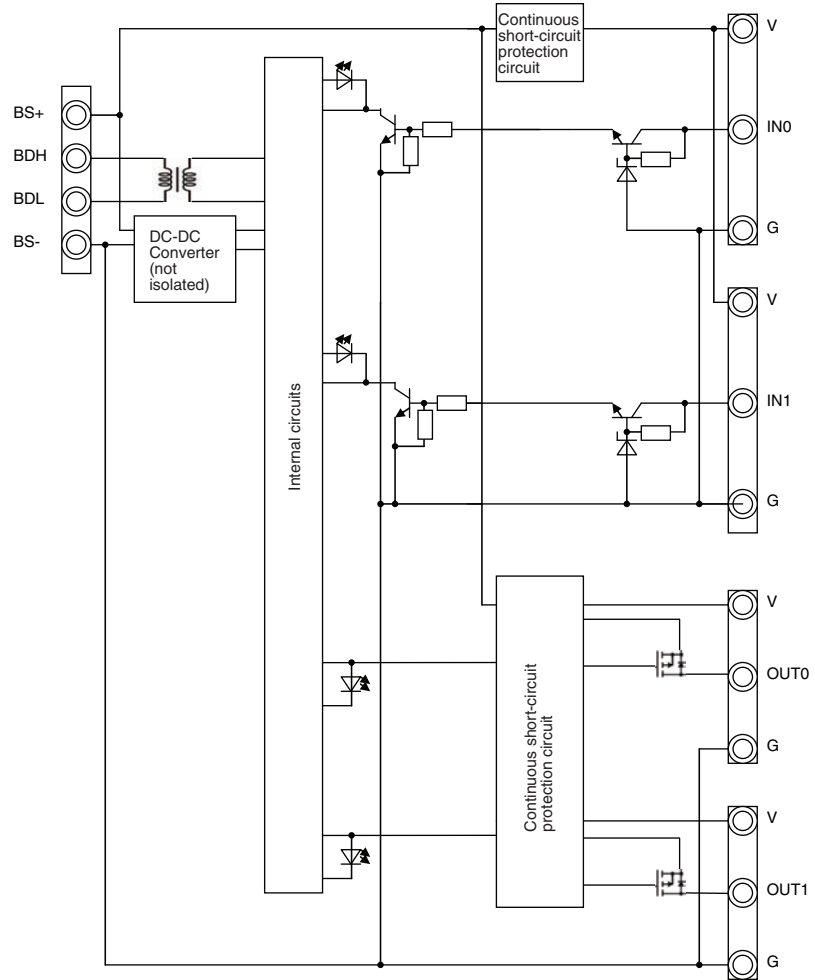 Continuous
short-circuit
protection
circuit
V
IN0
G
BS+
BDH
BDL
BS-
DC-DC
Converter
(not
isolated)
Internal circuits
V
IN1
G
Continuous short-circuit
protection circuit
V
OUT0
G
V
OUT1
G